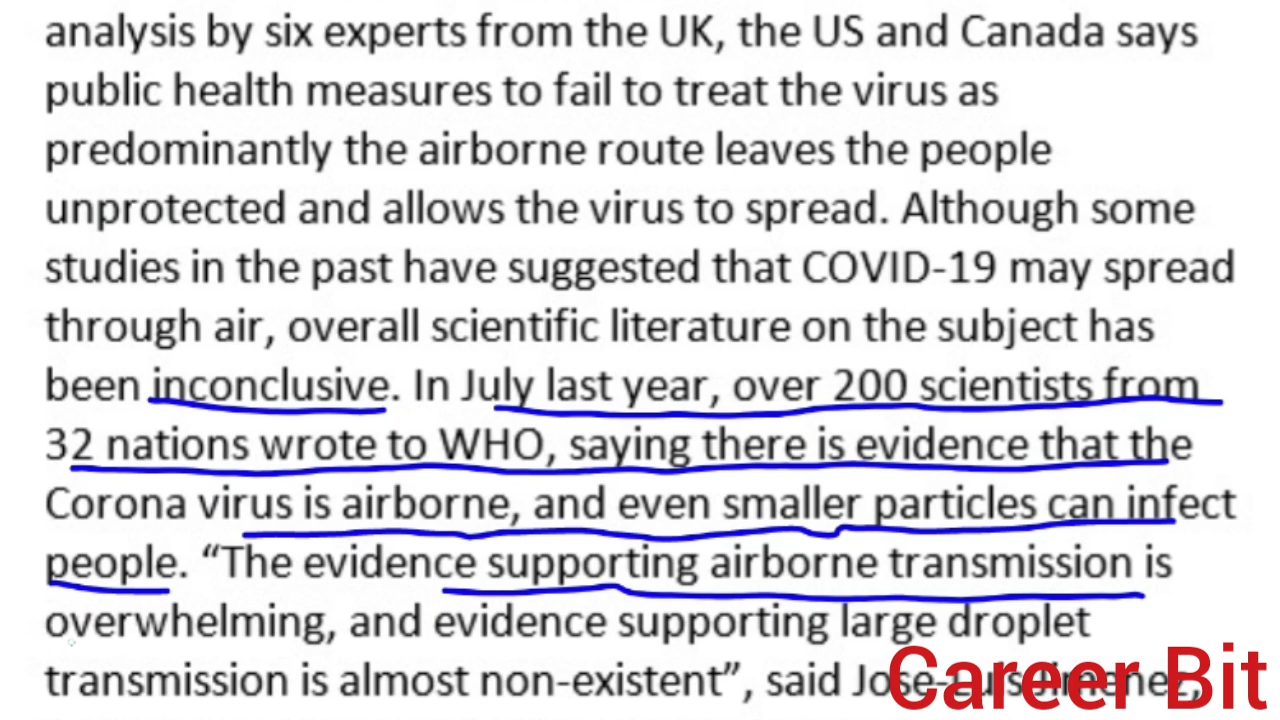 analysis by six experts from the UK, the US and Canada says
public health measures to fail to treat the virus as
predominantly the airborne route leaves the people
unprotected and allows the virus to spread. Although some
studies in the past have suggested that COVID-19 may spread
through air, overall scientific literature on the subject has
been inconclusive. In July last year, over 200 scientists from
32 nations wrote to WHO, saying there is evidence that the
Corona virus is airborne, and even smaller particles can infect
people. “The evidence supporting airborne transmission is
overwhelming, and evidence supporting large droplet
transmission is almost non-existent”, said Jose-Luis Jimenez,
Career Bit